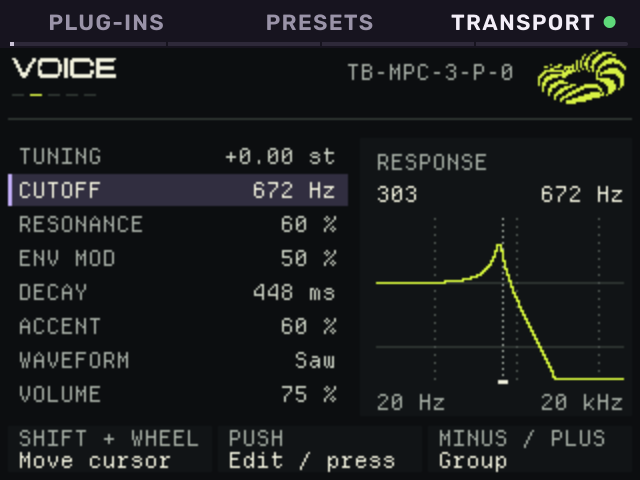 PLUG-INS PRESETS TRANSPORT
VOICE TB-MPC-3-P-0
TUNING +0.00 st
CUTOFF 672 Hz
RESONANCE 60 %
ENV MOD 50 %
DECAY 448 ms
ACCENT 60 %
WAVEFORM Saw
VOLUME 75 %
RESPONSE
303 672 Hz
20 Hz 20 kHz
SHIFT + WHEEL
Move cursor
PUSH
Edit / press
MINUS / PLUS
Group